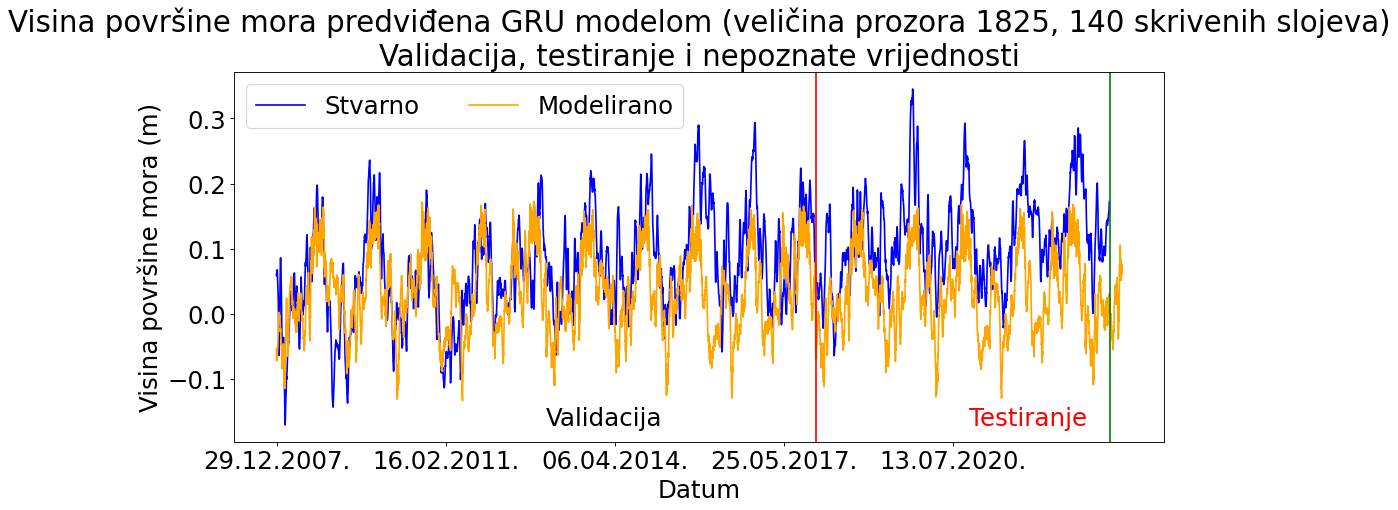 Visina površine mora predviđena GRU modelom (veličina prozora 1825, 140 skrivenih slojeva)
Validacija, testiranje i nepoznate vrijednosti
Stvarno
Modelirano
Visina površine mora (m)
0.3
0.2
0.1
0.0
−0.1
Validacija
Testiranje
29.12.2007.
16.02.2011.
06.04.2014.
25.05.2017.
13.07.2020.
Datum